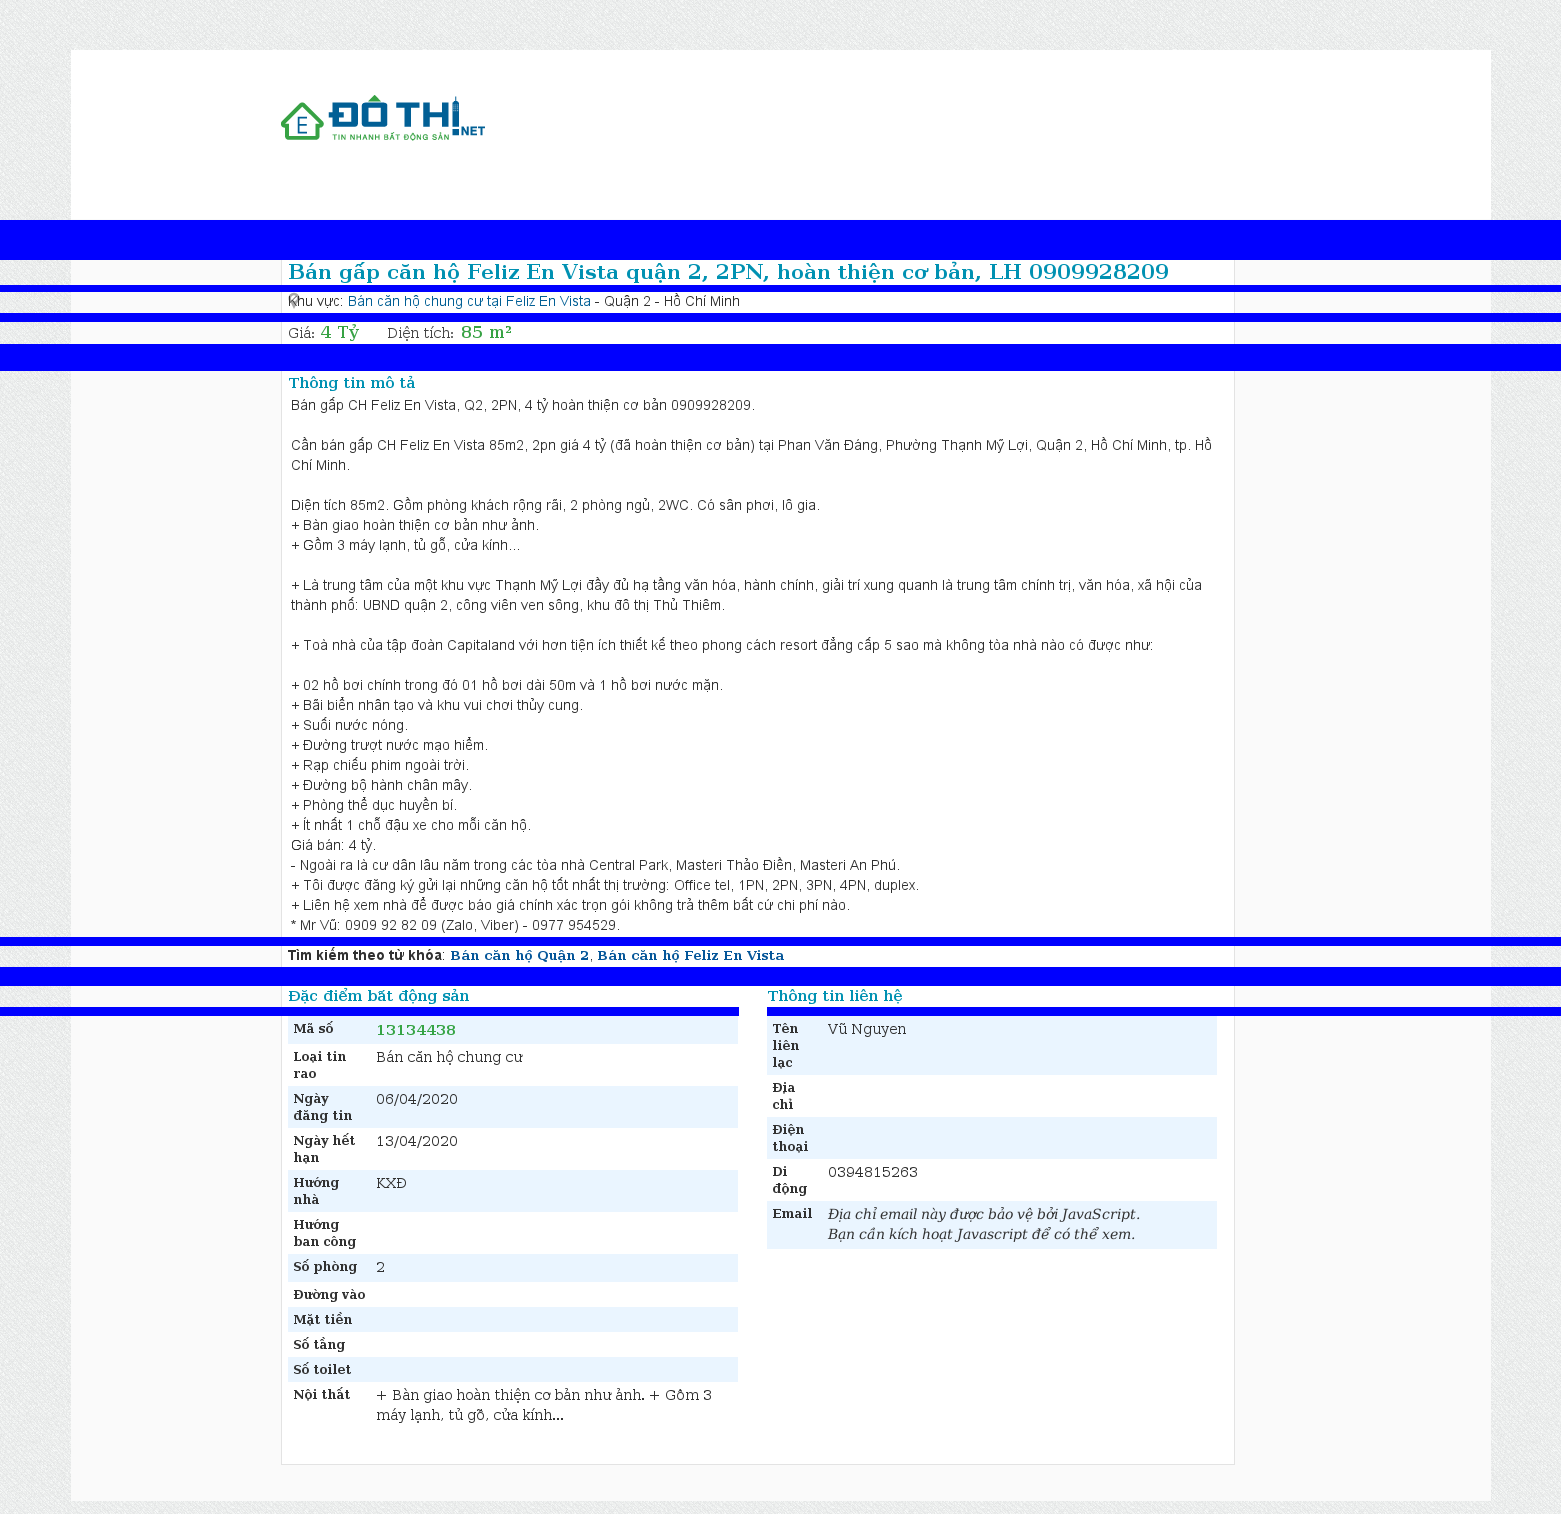 E ĐÔ THỊ.NET
TIN NHANH BẤT ĐỘNG SẢN
Bán gấp căn hộ Feliz En Vista quận 2, 2PN, hoàn thiện cơ bản, LH 0909928209
Khu vực: Bán căn hộ chung cư tại Feliz En Vista - Quận 2 - Hồ Chí Minh
Giá: 4 Tỷ Diện tích: 85 m²
Thông tin mô tả
Bán gấp CH Feliz En Vista, Q2, 2PN, 4 tỷ hoàn thiện cơ bản 0909928209.
Cần bán gấp CH Feliz En Vista 85m2, 2pn giá 4 tỷ (đã hoàn thiện cơ bản) tại Phan Văn Đáng, Phường Thạnh Mỹ Lợi, Quận 2, Hồ Chí Minh, tp. Hồ
Chí Minh.
Diện tích 85m2. Gồm phòng khách rộng rãi, 2 phòng ngủ, 2WC. Có sân phơi, lô gia.
+ Bàn giao hoàn thiện cơ bản như ảnh.
+ Gồm 3 máy lạnh, tủ gỗ, cửa kính...
+ Là trung tâm của một khu vực Thạnh Mỹ Lợi đầy đủ hạ tầng văn hóa, hành chính, giải trí xung quanh là trung tâm chính trị, văn hóa, xã hội của
thành phố: UBND quận 2, công viên ven sông, khu đô thị Thủ Thiêm.
+ Toà nhà của tập đoàn Capitaland với hơn tiện ích thiết kế theo phong cách resort đẳng cấp 5 sao mà không tòa nhà nào có được như:
+ 02 hồ bơi chính trong đó 01 hồ bơi dài 50m và 1 hồ bơi nước mặn.
+ Bãi biển nhân tạo và khu vui chơi thủy cung.
+ Suối nước nóng.
+ Đường trượt nước mạo hiểm.
+ Rạp chiếu phim ngoài trời.
+ Đường bộ hành chân mây.
+ Phòng thể dục huyền bí.
+ Ít nhất 1 chỗ đậu xe cho mỗi căn hộ.
Giá bán: 4 tỷ.
- Ngoài ra là cư dân lâu năm trong các tòa nhà Central Park, Masteri Thảo Điền, Masteri An Phú.
+ Tôi được đăng ký gửi lại những căn hộ tốt nhất thị trường: Office tel, 1PN, 2PN, 3PN, 4PN, duplex.
+ Liên hệ xem nhà để được báo giá chính xác trọn gói không trả thêm bất cứ chi phí nào.
* Mr Vũ: 0909 92 82 09 (Zalo, Viber) - 0977 954529.
Tìm kiếm theo từ khóa: Bán căn hộ Quận 2, Bán căn hộ Feliz En Vista
Đặc điểm bất động sản
Mã số 13134438
Loại tin
rao
Bán căn hộ chung cư
Ngày
đăng tin
06/04/2020
Ngày hết
hạn
13/04/2020
Hướng
nhà
KXĐ
Hướng
ban công
Số phòng 2
Đường vào
Mặt tiền
Số tầng
Số toilet
Nội thất + Bàn giao hoàn thiện cơ bản như ảnh. + Gồm 3
máy lạnh, tủ gỗ, cửa kính...
Thông tin liên hệ
Tên
liên
lạc
Vũ Nguyen
Địa
chỉ
Điện
thoại
Di
động
0394815263
Email Địa chỉ email này được bảo vệ bởi JavaScript.
Bạn cần kích hoạt Javascript để có thể xem.